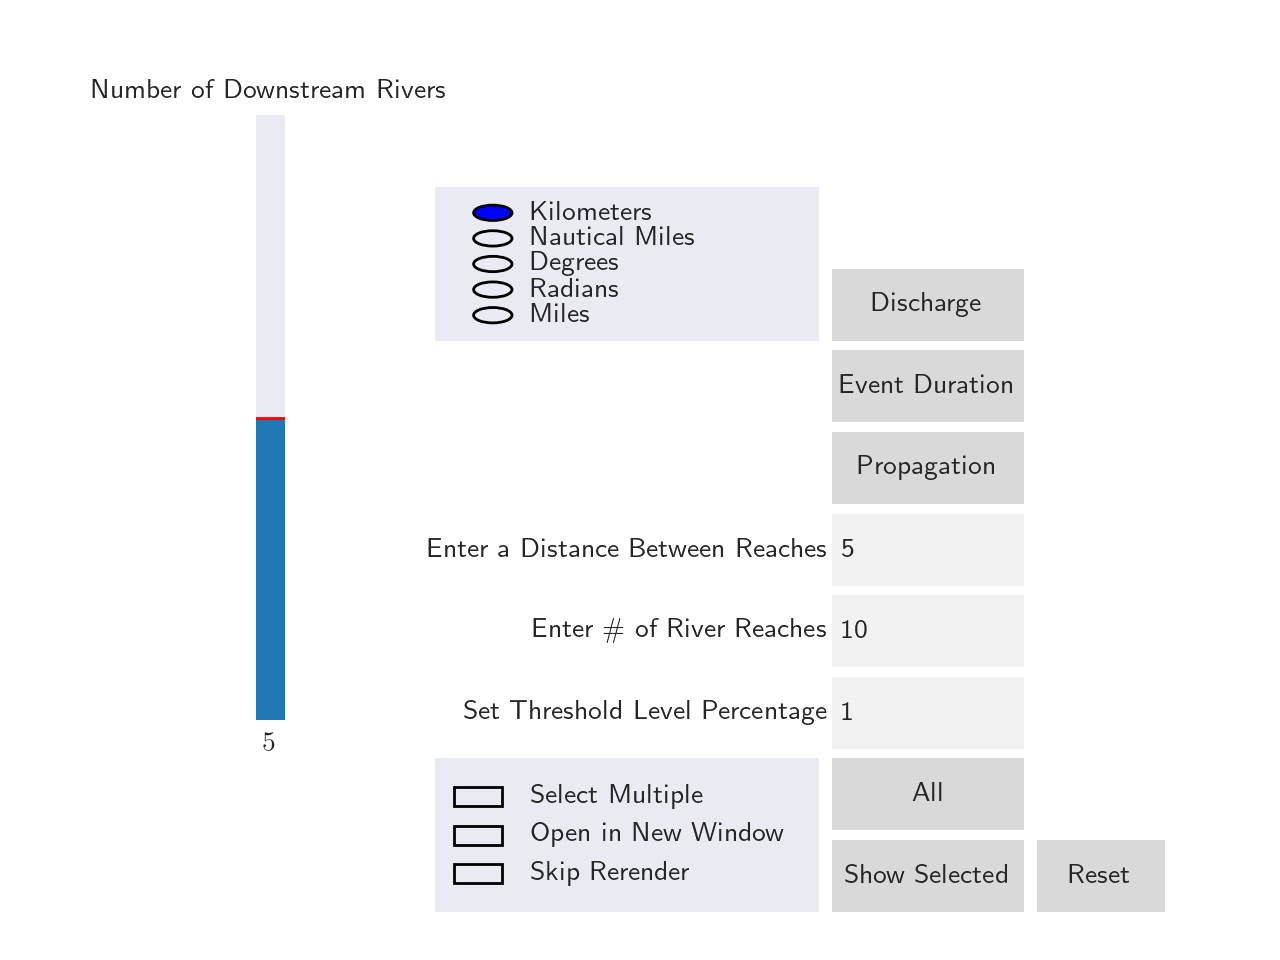 Number of Downstream Rivers
Kilometers
Nautical Miles
Degrees
Radians
Miles
Discharge
Event Duration
Propagation
Enter a Distance Between Reaches 5
Enter # of River Reaches 10
Set Threshold Level Percentage 1
5
Select Multiple
Open in New Window
Skip Rerender
All
Show Selected
Reset